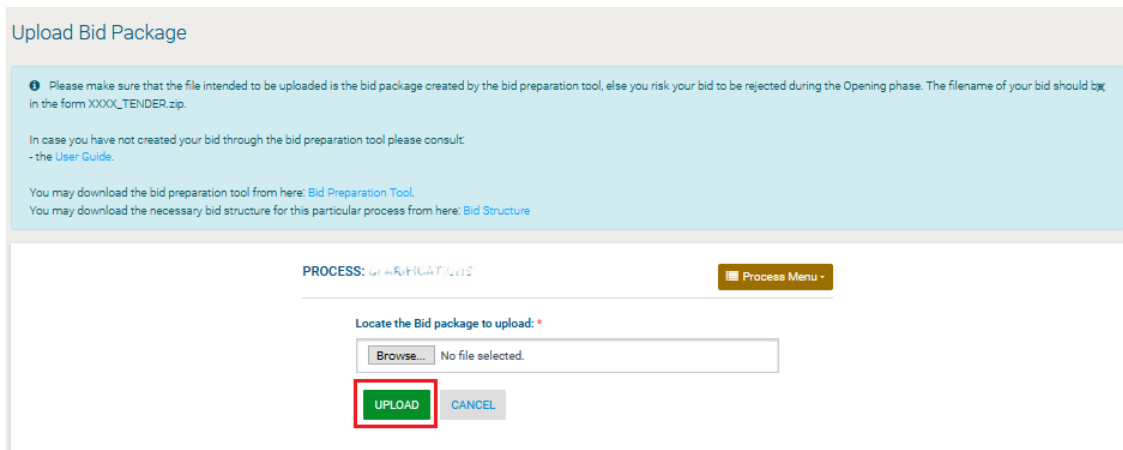 Upload Bid Package
Please make sure that the file intended to be uploaded is the bid package created by the bid preparation tool, else you risk your bid to be rejected during the Opening phase. The filename of your bid should be
in the form XXXX_TENDER.zip.
In case you have not created your bid through the bid preparation tool please consult:
- the User Guide.
You may download the bid preparation tool from here: Bid Preparation Tool.
You may download the necessary bid structure for this particular process from here: Bid Structure
PROCESS:
Process Menu
Locate the Bid package to upload: *
Browse... No file selected.
UPLOAD CANCEL